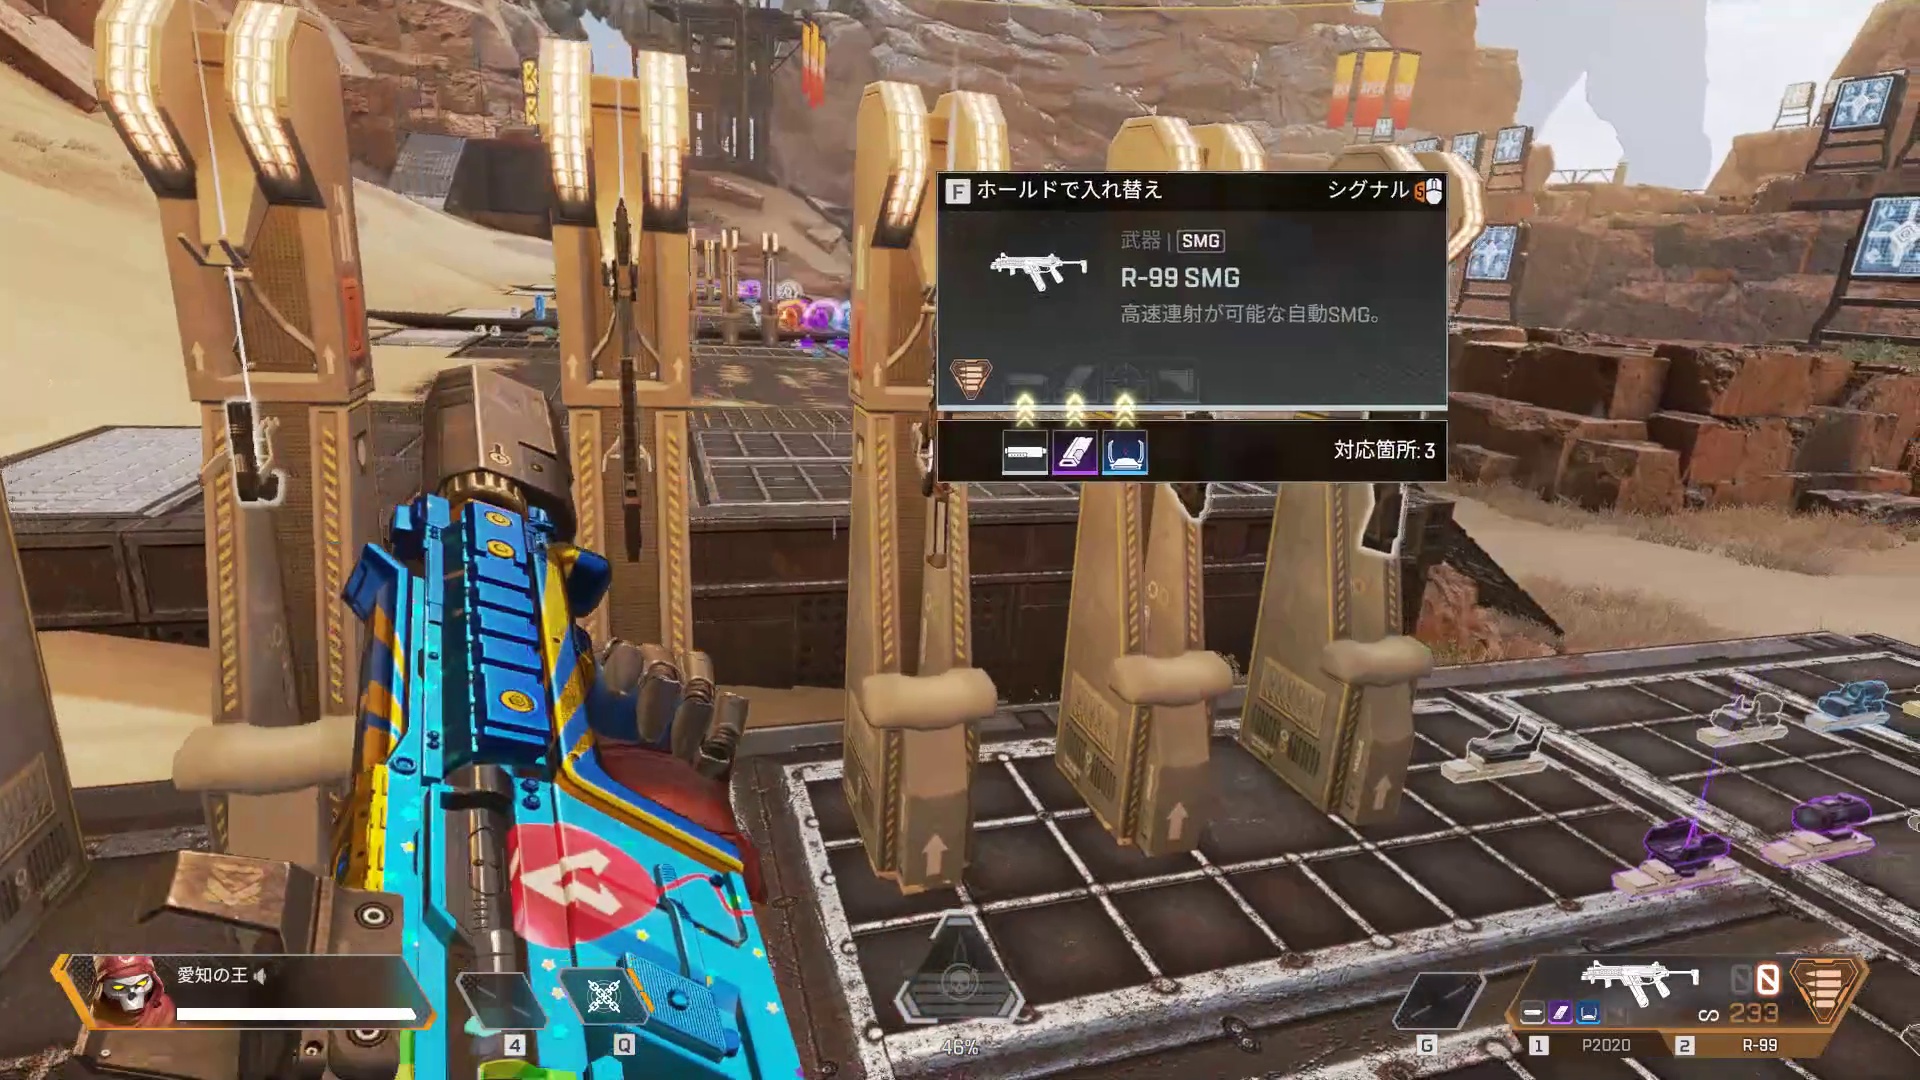 F ホールドで入れ替え
シグナル 5
武器 | SMG
R-99 SMG
高速連射が可能な自動SMG。
対応箇所: 3
愛知の王
4
Q
46%
G
00
∞ 233
1 P2020
2 R-99